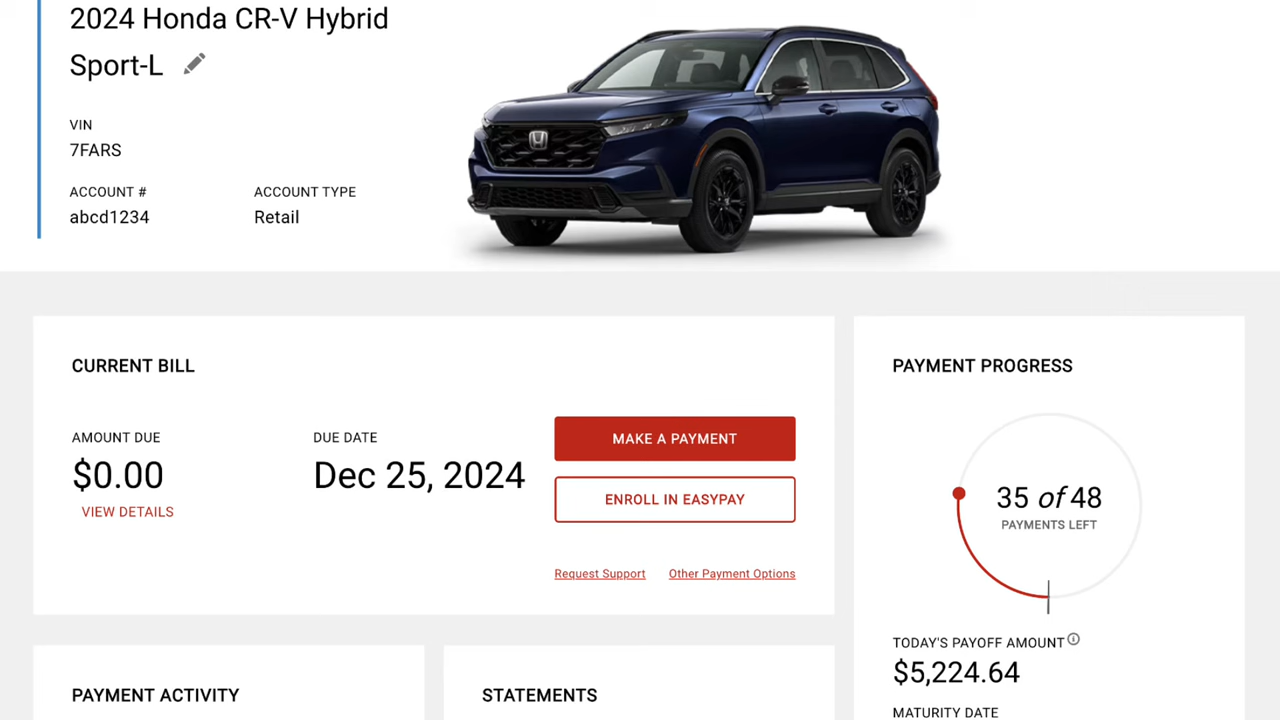 2024 Honda CR-V Hybrid
Sport-L
VIN
7FARS
ACCOUNT #
abcd1234
ACCOUNT TYPE
Retail
CURRENT BILL
AMOUNT DUE
$0.00
VIEW DETAILS
DUE DATE
Dec 25, 2024
MAKE A PAYMENT
ENROLL IN EASYPAY
Request Support
Other Payment Options
PAYMENT PROGRESS
35 of 48
PAYMENTS LEFT
TODAY'S PAYOFF AMOUNT
$5,224.64
MATURITY DATE
PAYMENT ACTIVITY
STATEMENTS